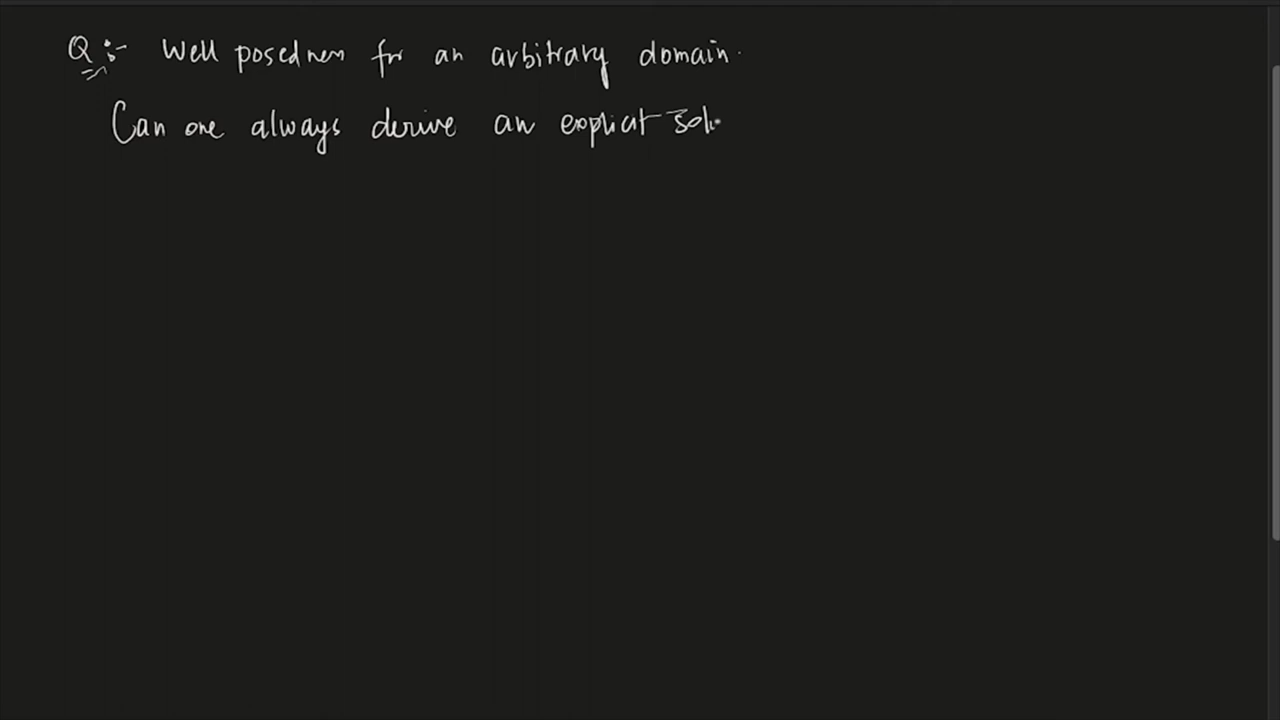 Q :- Well posedness for an arbitrary domain.
Can one always derive an explicit sol.